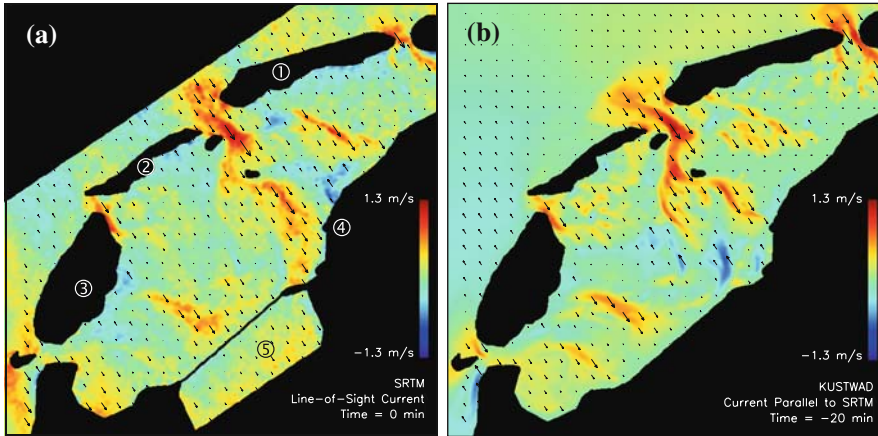 (a)
①
②
③
④
⑤
1.3 m/s
−1.3 m/s
SRTM
Line-of-Sight Current
Time = 0 min
(b)
1.3 m/s
−1.3 m/s
KUSTWAD
Current Parallel to SRTM
Time = −20 min